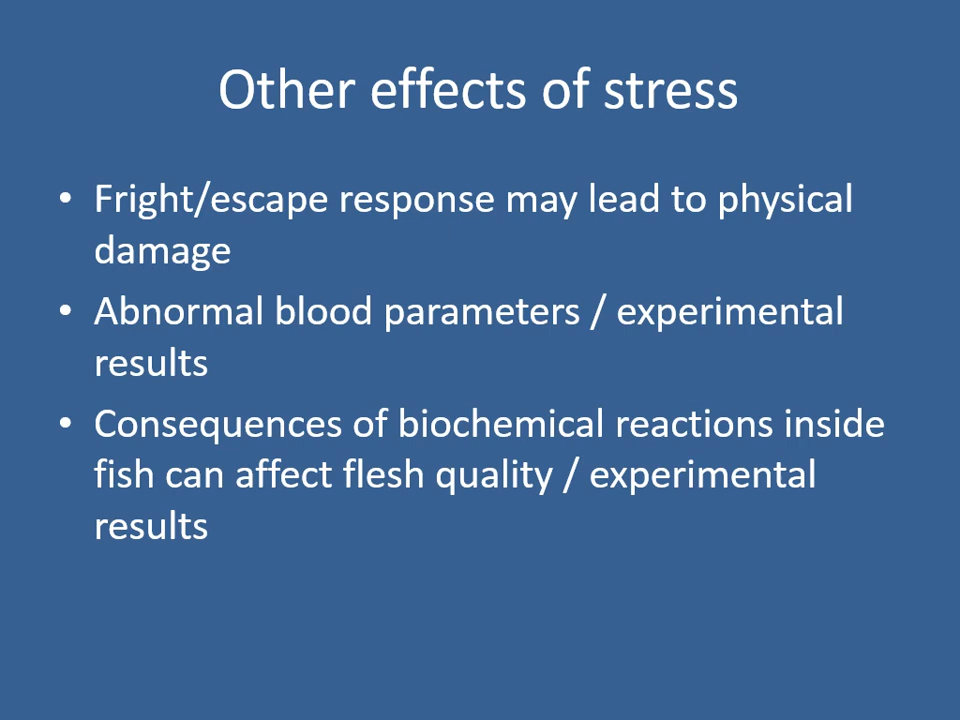 Other effects of stress
• Fright/escape response may lead to physical
damage
• Abnormal blood parameters / experimental
results
• Consequences of biochemical reactions inside
fish can affect flesh quality / experimental
results